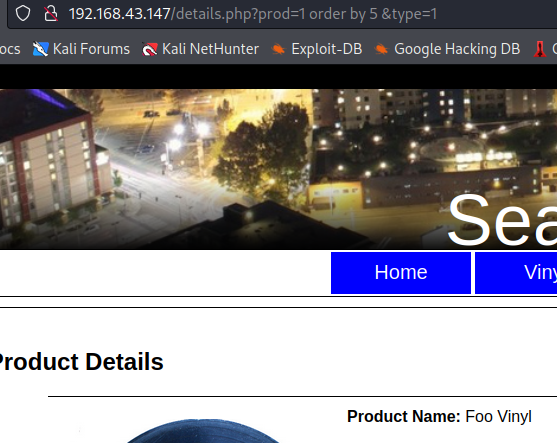 192.168.43.147/details.php?prod=1 order by 5 &type=1
ocs Kali Forums Kali NetHunter Exploit-DB Google Hacking DB
Sea
Home Viny
Product Details
Product Name: Foo Vinyl